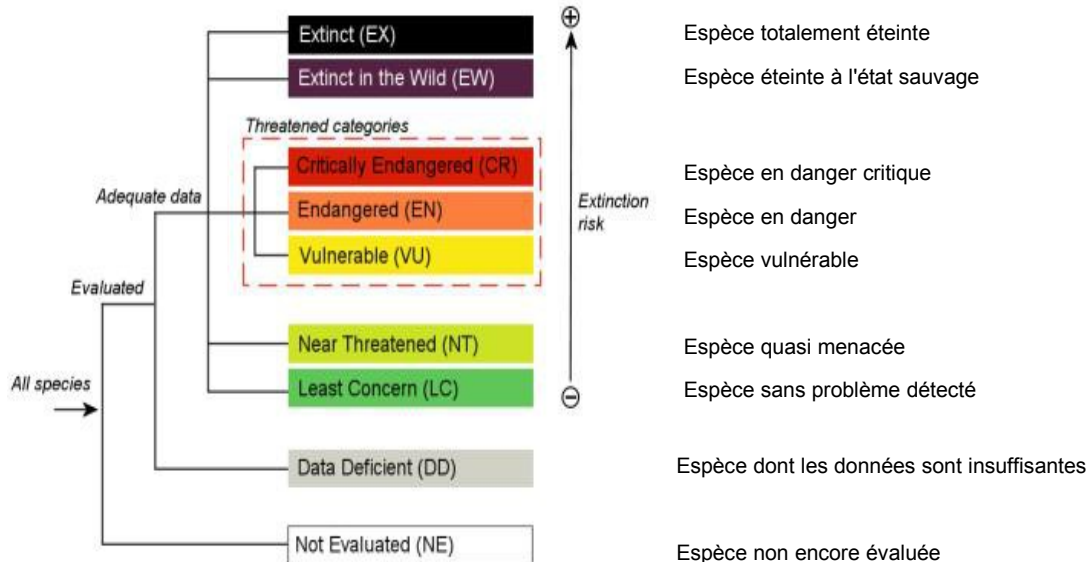 Extinct (EX)
Espèce totalement éteinte
Extinct in the Wild (EW)
Espèce éteinte à l'état sauvage
Threatened categories
Critically Endangered (CR)
Espèce en danger critique
Adequate data
Endangered (EN)
Extinction
risk
Espèce en danger
Vulnerable (VU)
Espèce vulnérable
Evaluated
Near Threatened (NT)
Espèce quasi menacée
All species
Least Concern (LC)
Espèce sans problème détecté
Data Deficient (DD)
Espèce dont les données sont insuffisantes
Not Evaluated (NE)
Espèce non encore évaluée